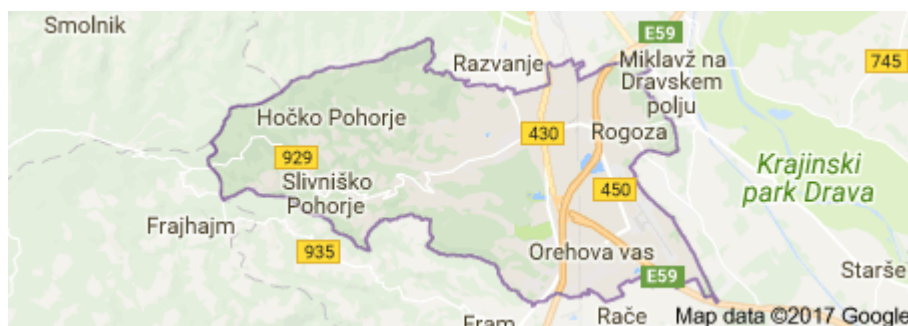 Smolnik
E59
Razvanje
Miklavž na
Dravskem
polju
745
Hočko Pohorje
430
Rogoza
929
Krajinski
park Drava
Slivniško
Pohorje
450
Frajhajm
935
Orehova vas
E59
Starše
Fram
Rače
Map data ©2017 Google